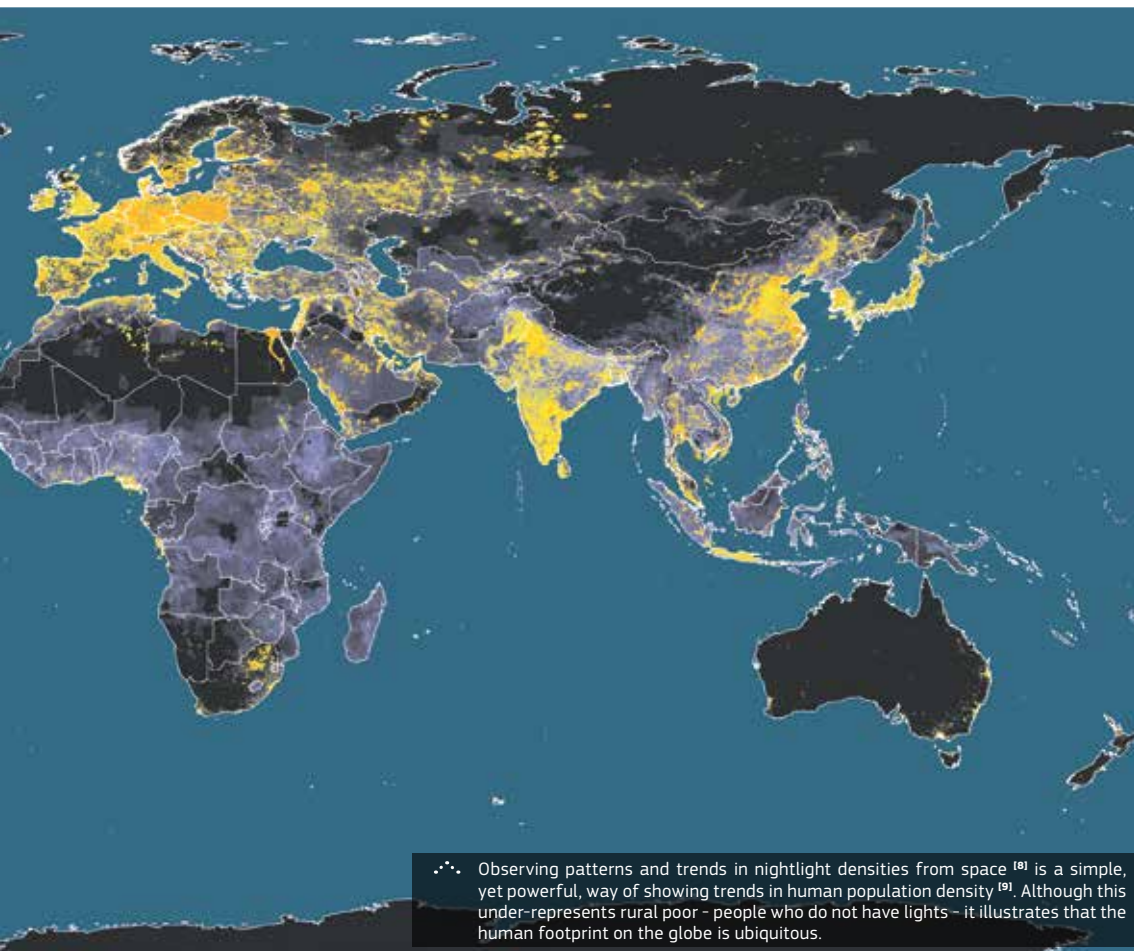 Observing patterns and trends in nightlight densities from space [8] is a simple,
yet powerful, way of showing trends in human population density [9]. Although this
under-represents rural poor - people who do not have lights - it illustrates that the
human footprint on the globe is ubiquitous.